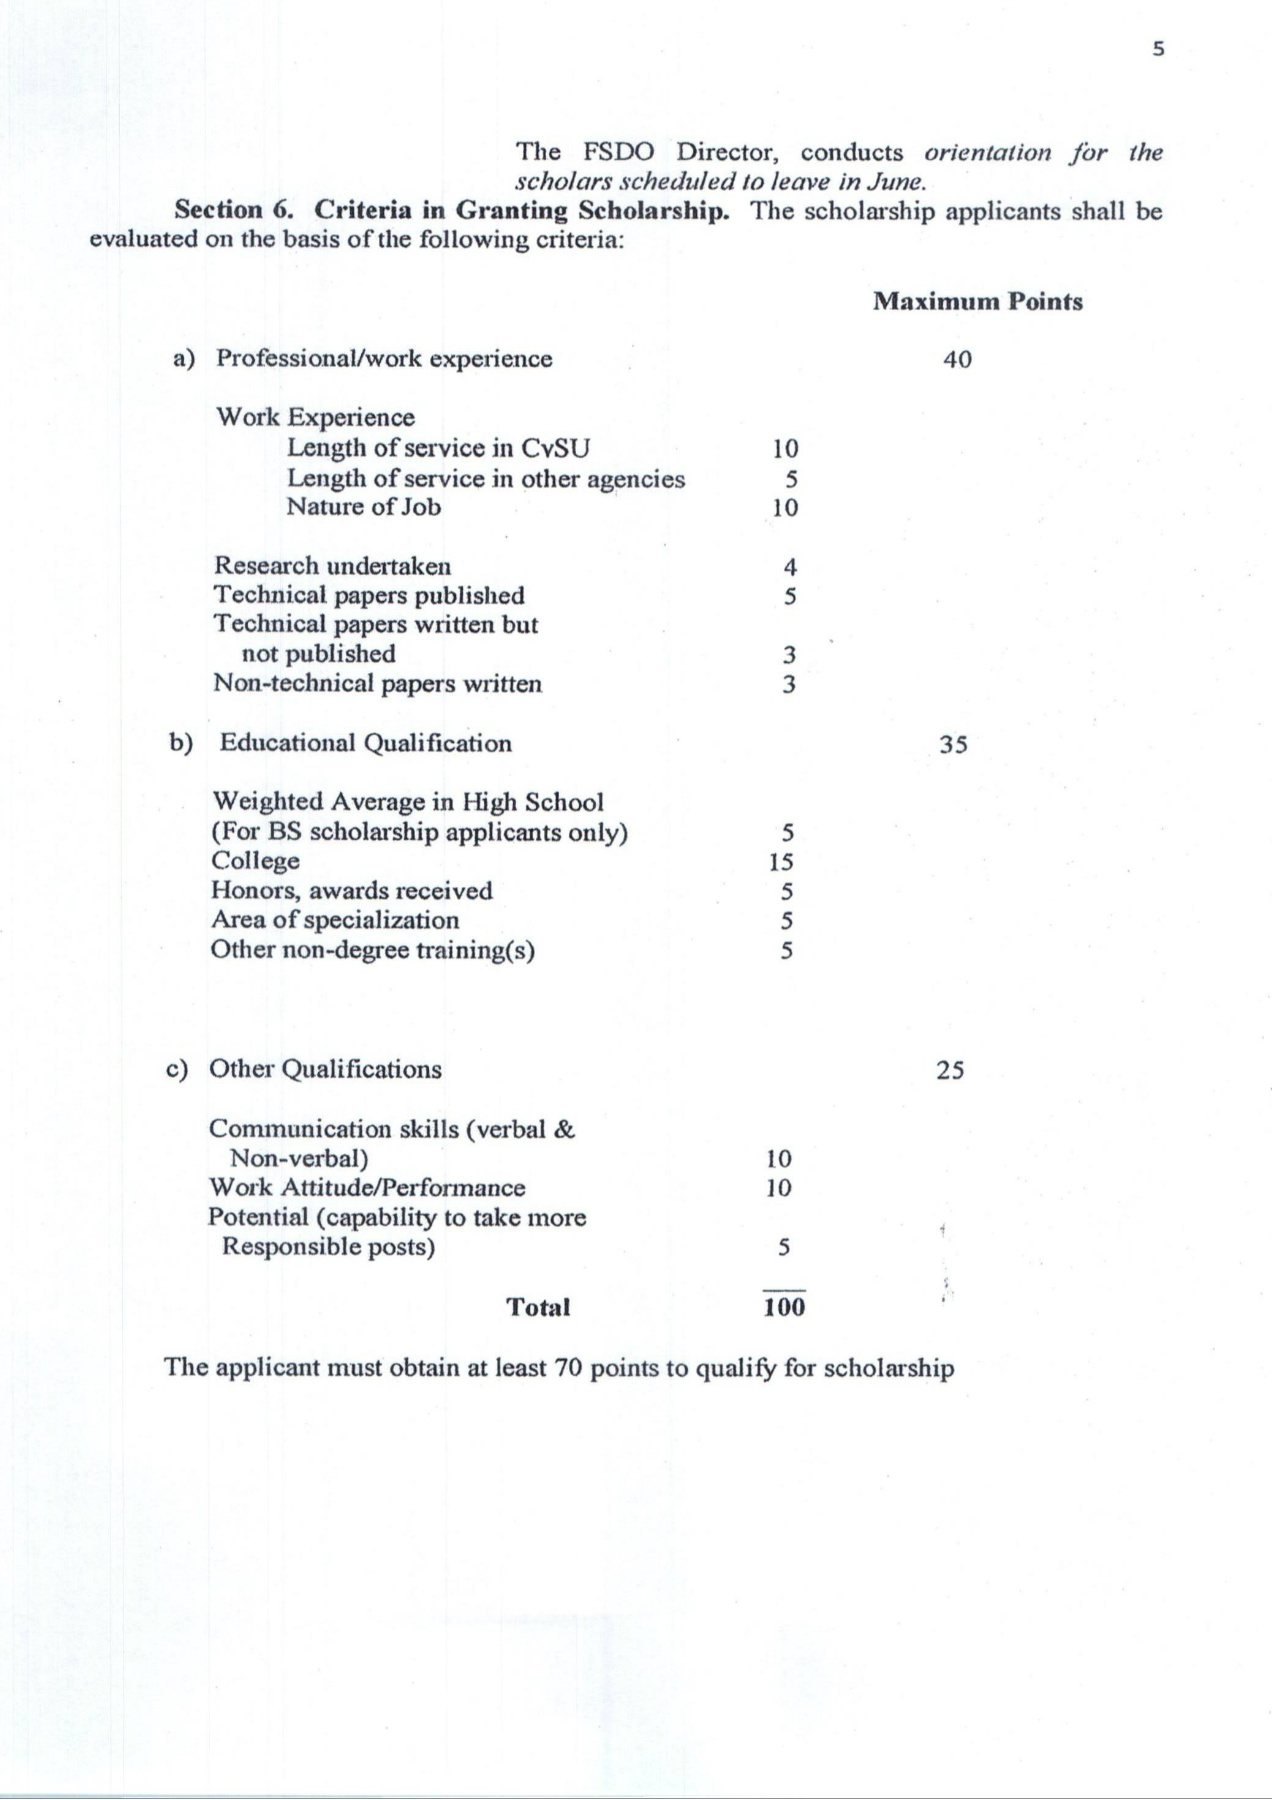 5
The FSDO Director, conducts orientation for the
scholars scheduled to leave in June.
Section 6. Criteria in Granting Scholarship. The scholarship applicants shall be
evaluated on the basis of the following criteria:
Maximum Points
a) Professional/work experience 40
Work Experience
Length of service in CvSU 10
Length of service in other agencies 5
Nature of Job 10
Research undertaken 4
Technical papers published 5
Technical papers written but
not published 3
Non-technical papers written 3
b) Educational Qualification 35
Weighted Average in High School
(For BS scholarship applicants only) 5
College 15
Honors, awards received 5
Area of specialization 5
Other non-degree training(s) 5
c) Other Qualifications 25
Communication skills (verbal &
Non-verbal) 10
Work Attitude/Performance 10
Potential (capability to take more
Responsible posts) 5
Total 100
The applicant must obtain at least 70 points to qualify for scholarship